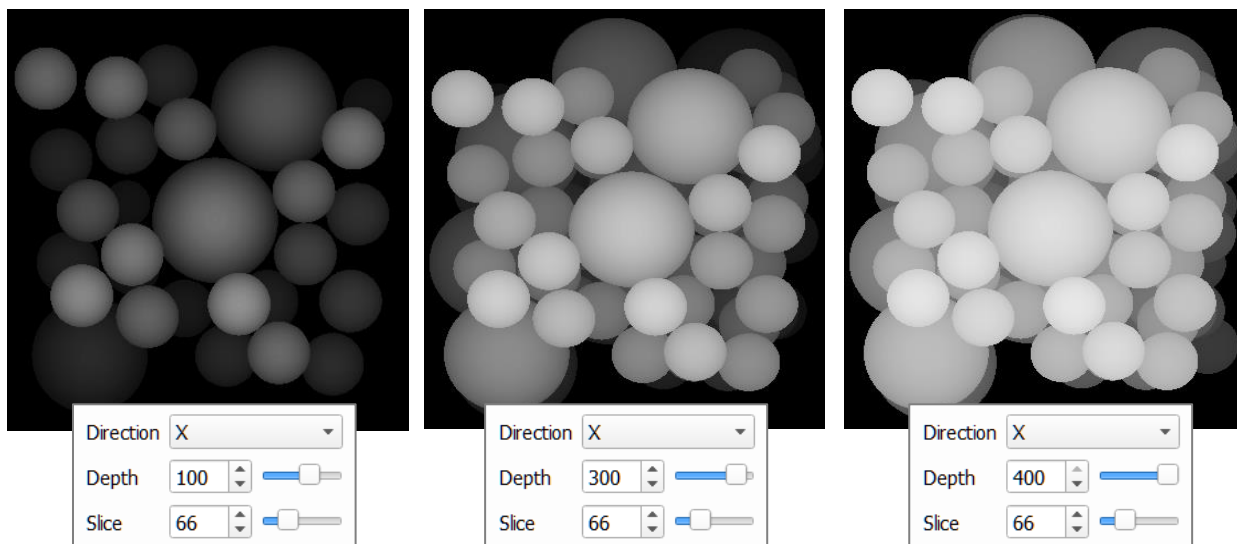 Direction X
Depth 100
Slice 66
Direction X
Depth 300
Slice 66
Direction X
Depth 400
Slice 66